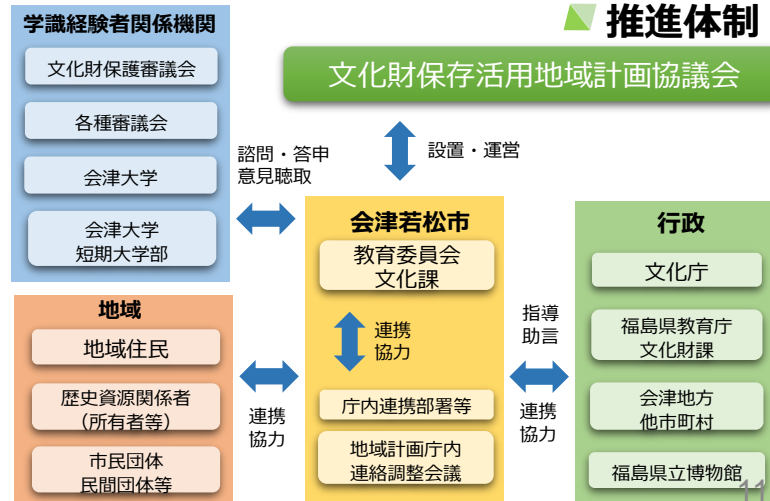 推進体制
文化財保存活用地域計画協議会
学識経験者関係機関
文化財保護審議会
各種審議会
会津大学
会津大学
短期大学部
諮問・答申
意見聴取
設置・運営
会津若松市
教育委員会
文化課
連携
協力
庁内連携部署等
地域計画庁内
連絡調整会議
地域
地域住民
歴史資源関係者
（所有者等）
市民団体
民間団体等
連携
協力
指導
助言
連携
協力
行政
文化庁
福島県教育庁
文化財課
会津地方
他市町村
福島県立博物館
11